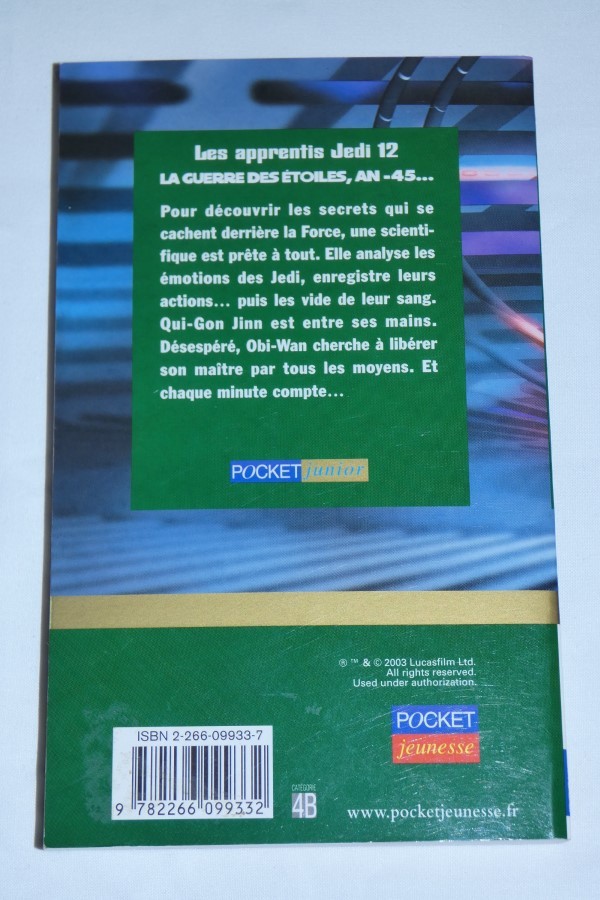 Les apprentis Jedi 12
LA GUERRE DES ÉTOILES, AN -45...
Pour découvrir les secrets qui se
cachent derrière la Force, une scienti-
fique est prête à tout. Elle analyse les
émotions des Jedi, enregistre leurs
actions... puis les vide de leur sang.
Qui-Gon Jinn est entre ses mains.
Désespéré, Obi-Wan cherche à libérer
son maître par tous les moyens. Et
chaque minute compte...
POCKET junior
® ™ & © 2003 Lucasfilm Ltd.
All rights reserved.
Used under authorization.
POCKET
jeunesse
ISBN 2-266-09933-7
9 782266 099332
CATÉGORIE
4B
www.pocketjeunesse.fr